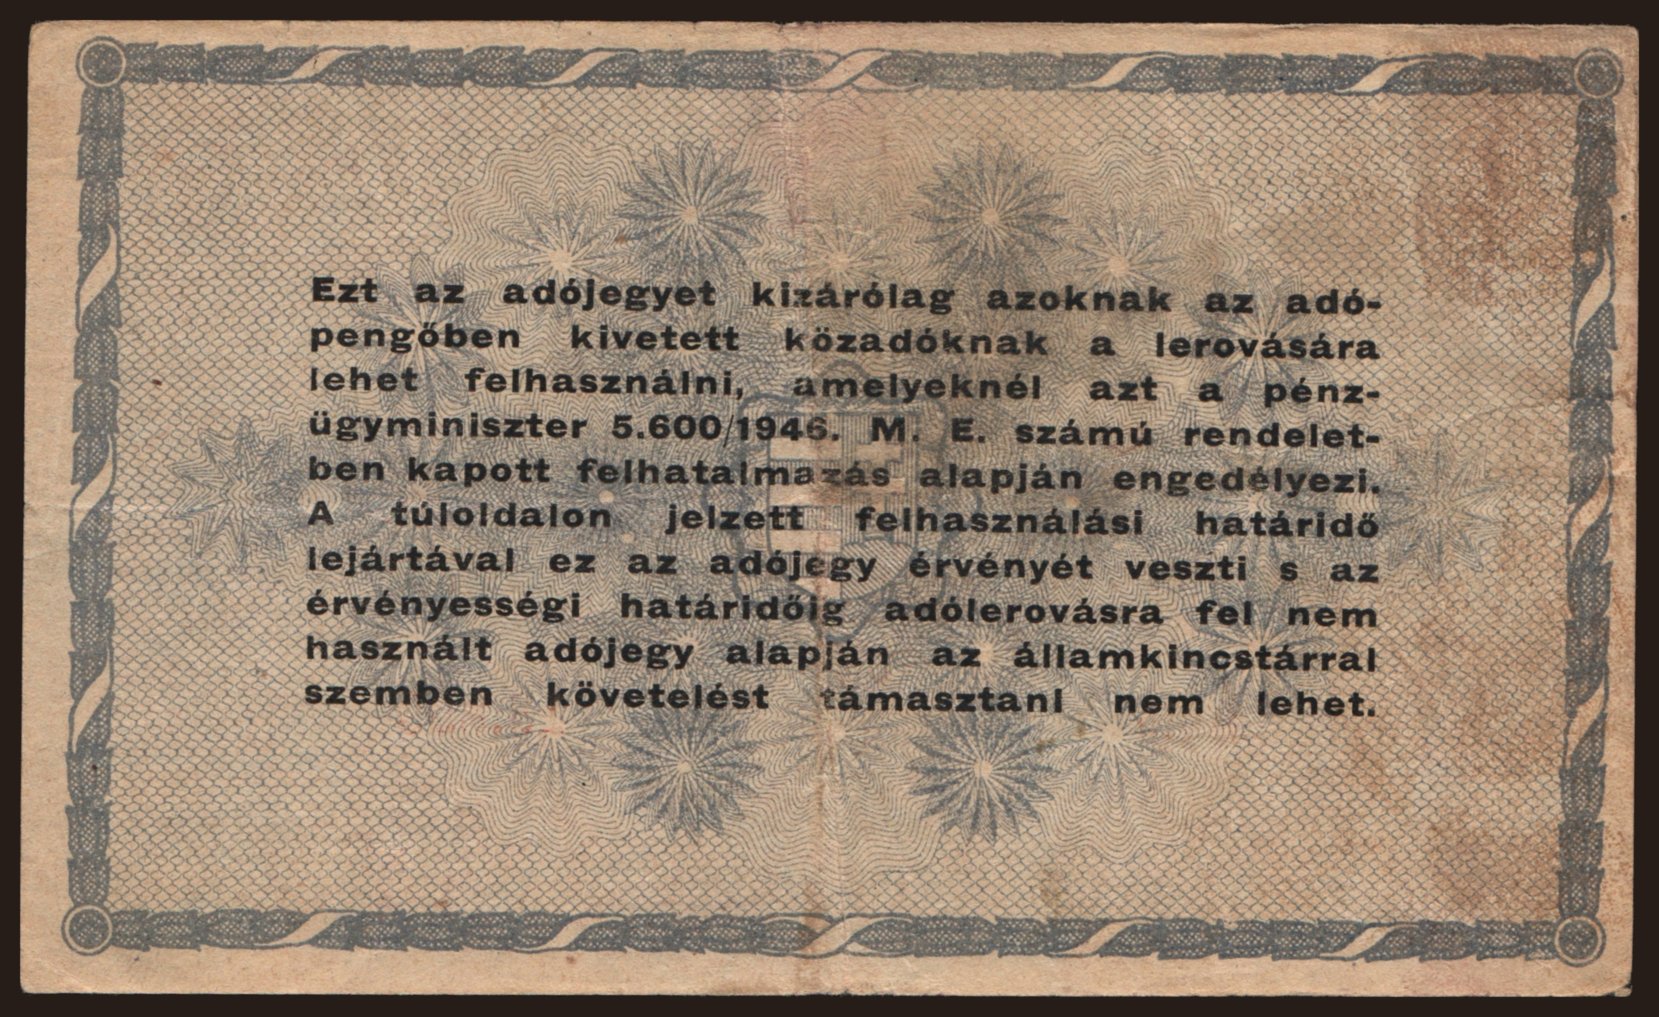 Ezt az adójegyet kizárólag azoknak az adó-
pengőben kivetett közadóknak a lerovására
lehet felhasználni, amelyeknél azt a pénz-
ügyminiszter 5.600/1946. M. E. számú rendelet-
ben kapott felhatalmazás alapján engedélyezi.
A túloldalon jelzett felhasználási határidő
lejártával ez az adójegy érvényét veszti s az
érvényességi határidőig adólerovásra fel nem
használt adójegy alapján az államkincstárral
szemben követelést támasztani nem lehet.